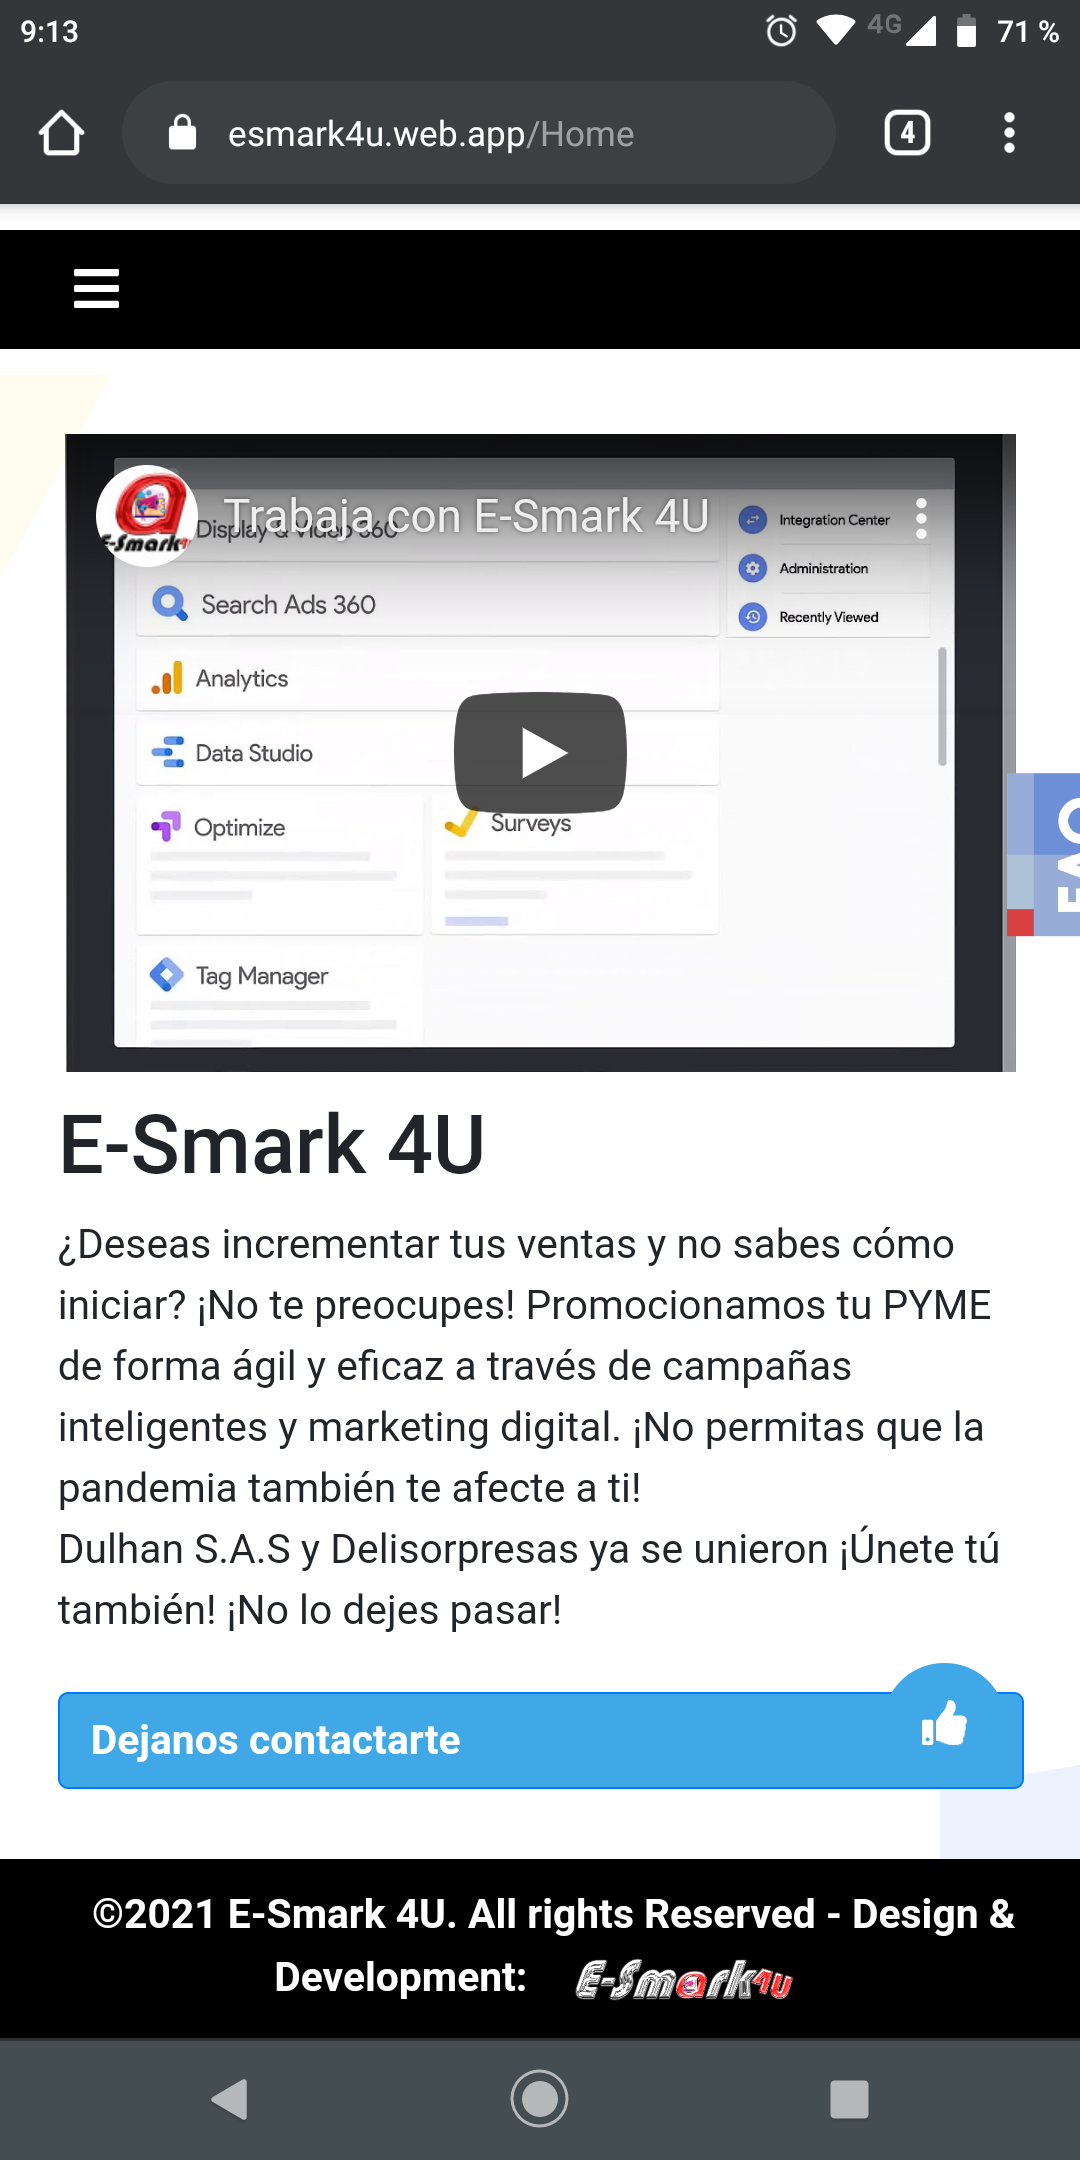 9:13
4G
71 %
esmark4u.web.app/Home
4
E-Smark4u
Trabaja con E-Smark 4U
Display & Video 360
Integration Center
Search Ads 360
Administration
Recently Viewed
Analytics
Data Studio
Optimize
Surveys
FAQ
Tag Manager
E-Smark 4U
¿Deseas incrementar tus ventas y no sabes cómo
iniciar? ¡No te preocupes! Promocionamos tu PYME
de forma ágil y eficaz a través de campañas
inteligentes y marketing digital. ¡No permitas que la
pandemia también te afecte a ti!
Dulhan S.A.S y Delisorpresas ya se unieron ¡Únete tú
también! ¡No lo dejes pasar!
Dejanos contactarte
©2021 E-Smark 4U. All rights Reserved - Design &
Development: E-Smark4u